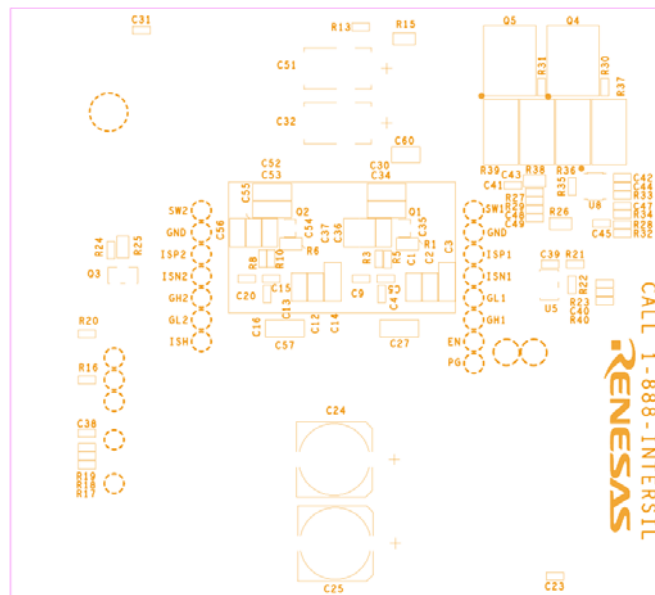 C31
R13
R15
Q5
Q4
C51
R31
R30
R37
C32
C60
C52
C53
C30
C34
R39
C43
R38
R36
C42
C44
R33
C41
R35
C55
R27
R29
C48
C49
U8
C47
R34
R28
R32
SW2
Q2
Q1
SW1
R26
C45
C56
GND
C54
C37
C36
C35
GND
R24
R25
R6
R1
C3
ISP2
R8
R10
R3
R5
C1
C2
ISP1
C39
R21
Q3
ISN2
ISN1
C20
C15
C9
C5
R22
GH2
C13
C4
GL1
U5
R23
C40
R40
GL2
C16
C12
C14
GH1
R20
ISH
C57
C27
EN
PG
R16
CALL 1-888-INTERSIL
RENESAS
C24
C38
R19
R18
R17
C25
C23